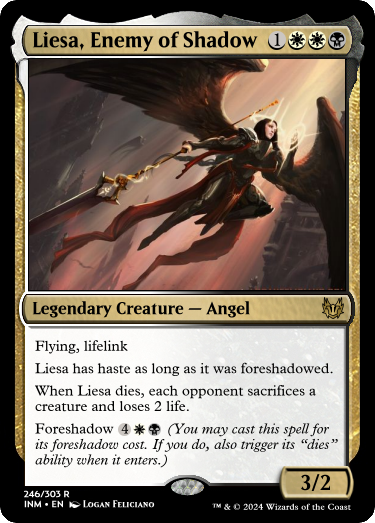 Liesa, Enemy of Shadow 1
Legendary Creature — Angel
Flying, lifelink
Liesa has haste as long as it was foreshadowed.
When Liesa dies, each opponent sacrifices a
creature and loses 2 life.
Foreshadow 4 (You may cast this spell for
its foreshadow cost. If you do, also trigger its “dies”
ability when it enters.)
3/2
246/303 R
INM • EN Logan Feliciano
™ & © 2024 Wizards of the Coast